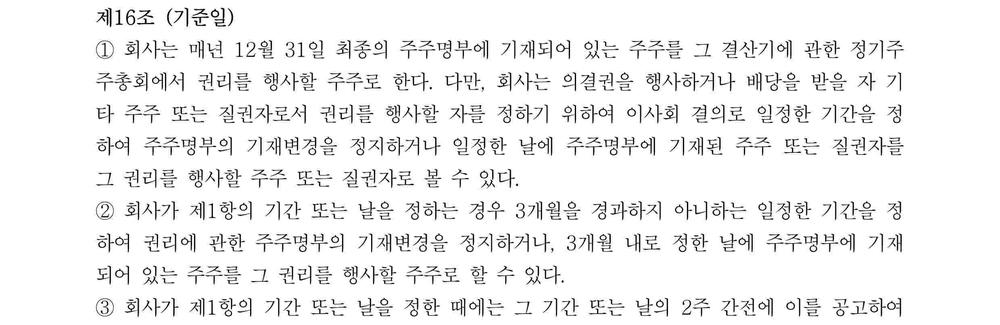 제16조 (기준일)
① 회사는 매년 12월 31일 최종의 주주명부에 기재되어 있는 주주를 그 결산기에 관한 정기주
주총회에서 권리를 행사할 주주로 한다. 다만, 회사는 의결권을 행사하거나 배당을 받을 자 기
타 주주 또는 질권자로서 권리를 행사할 자를 정하기 위하여 이사회 결의로 일정한 기간을 정
하여 주주명부의 기재변경을 정지하거나 일정한 날에 주주명부에 기재된 주주 또는 질권자를
그 권리를 행사할 주주 또는 질권자로 볼 수 있다.
② 회사가 제1항의 기간 또는 날을 정하는 경우 3개월을 경과하지 아니하는 일정한 기간을 정
하여 권리에 관한 주주명부의 기재변경을 정지하거나, 3개월 내로 정한 날에 주주명부에 기재
되어 있는 주주를 그 권리를 행사할 주주로 할 수 있다.
③ 회사가 제1항의 기간 또는 날을 정한 때에는 그 기간 또는 날의 2주 간전에 이를 공고하여